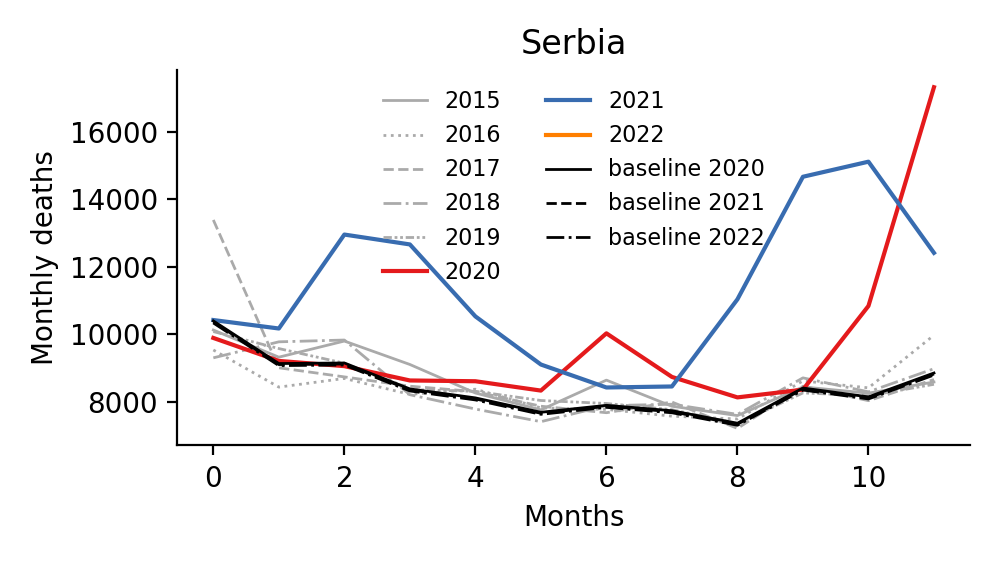 Serbia
Monthly deaths
16000
14000
12000
10000
8000
2015
2016
2017
2018
2019
2020
2021
2022
baseline 2020
baseline 2021
baseline 2022
0 2 4 6 8 10
Months